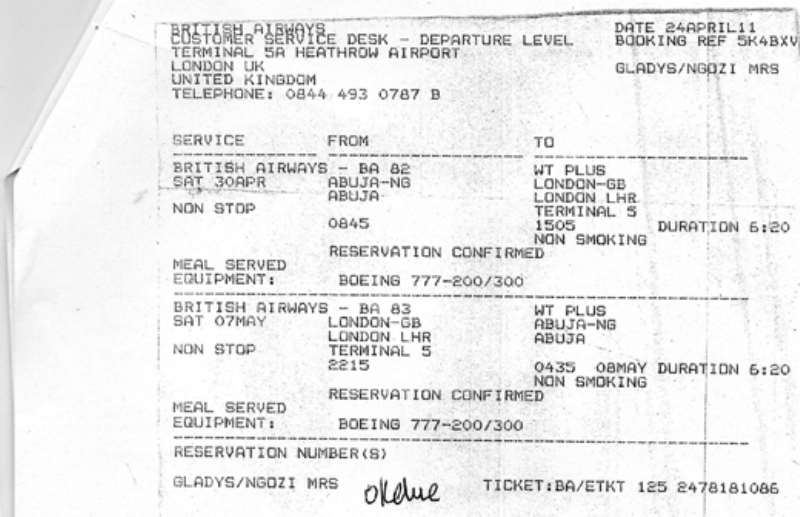 BRITISH AIRWAYS DATE 24APRIL11
CUSTOMER SERVICE DESK - DEPARTURE LEVEL BOOKING REF 5K4BXV
TERMINAL 5A HEATHROW AIRPORT
LONDON UK GLADYS/NGOZI MRS
UNITED KINGDOM
TELEPHONE: 0844 493 0787 B
SERVICE FROM TO
BRITISH AIRWAYS - BA 82 WT PLUS
SAT 30APR ABUJA-NG LONDON-GB
ABUJA LONDON LHR
NON STOP TERMINAL 5
0845 1505 DURATION 6:20
NON SMOKING
RESERVATION CONFIRMED
MEAL SERVED
EQUIPMENT: BOEING 777-200/300
BRITISH AIRWAYS - BA 83 WT PLUS
SAT 07MAY LONDON-GB ABUJA-NG
LONDON LHR ABUJA
NON STOP TERMINAL 5
2215 0435 08MAY DURATION 6:20
NON SMOKING
RESERVATION CONFIRMED
MEAL SERVED
EQUIPMENT: BOEING 777-200/300
RESERVATION NUMBER(S)
GLADYS/NGOZI MRS TICKET:BA/ETKT 125 2478181086